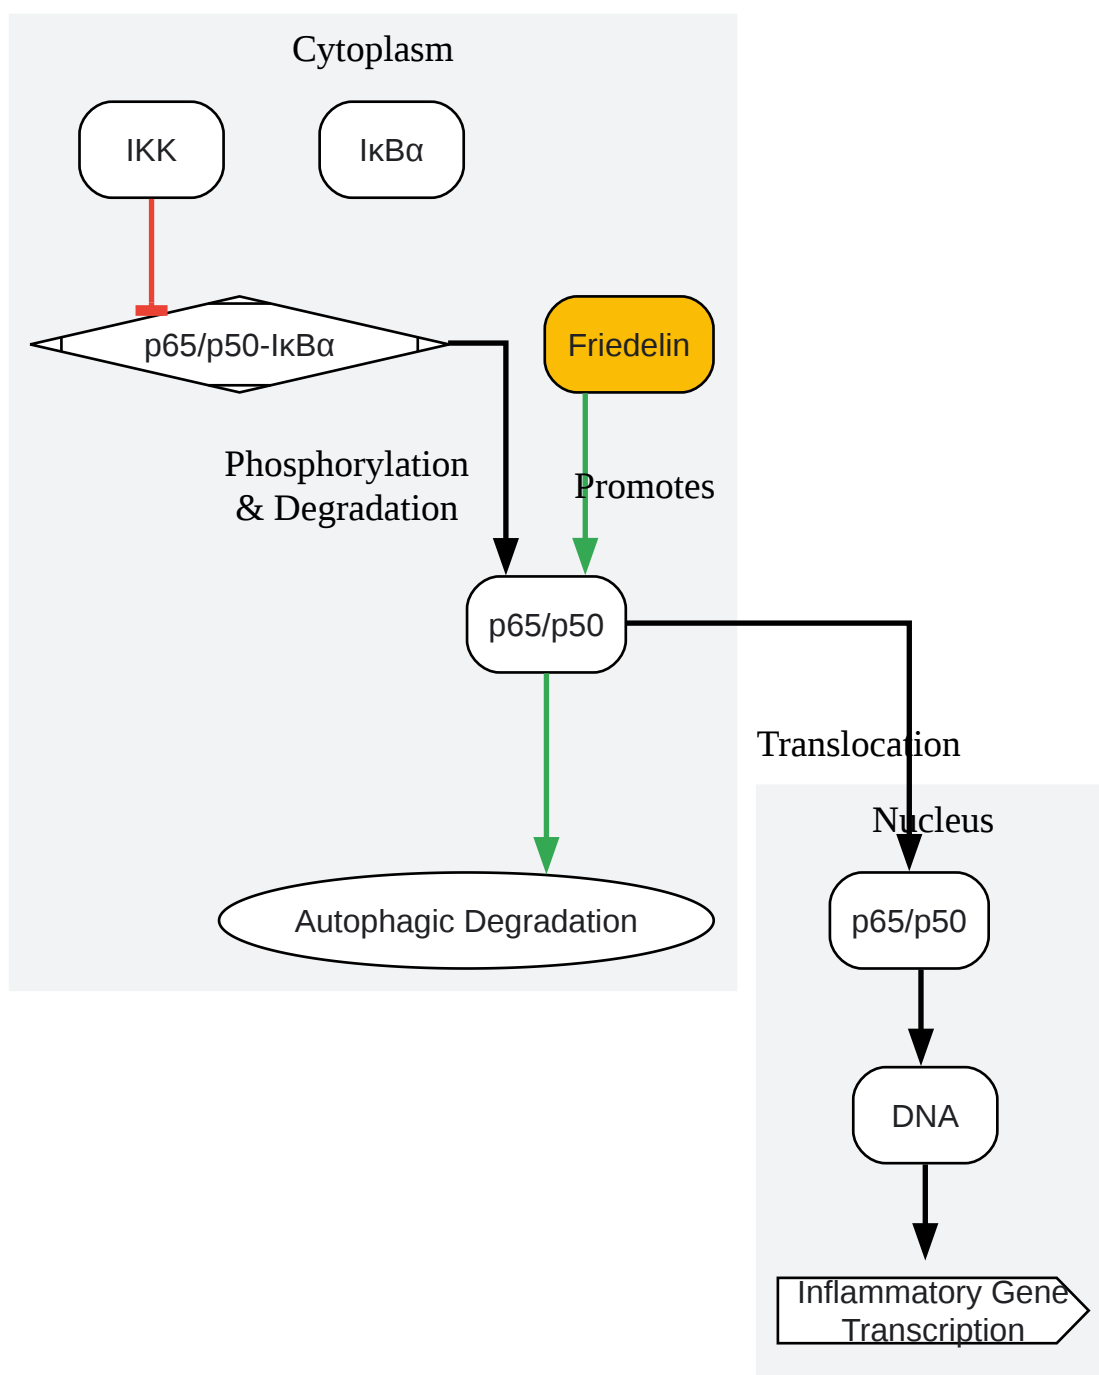 Cytoplasm
IKK
IκBα
p65/p50-IκBα
Friedelin
Phosphorylation
& Degradation
Promotes
p65/p50
Translocation
Nucleus
Autophagic Degradation
p65/p50
DNA
Inflammatory Gene
Transcription